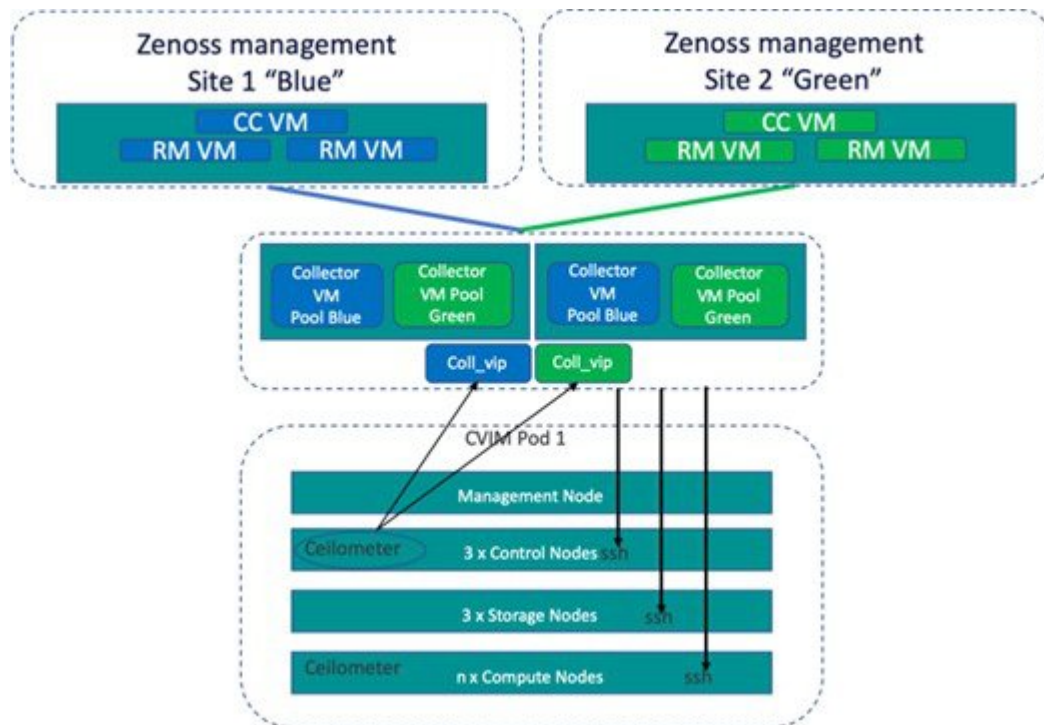 Zenoss management
Site 1 “Blue”
CC VM
RM VM
RM VM
Zenoss management
Site 2 “Green”
CC VM
RM VM
RM VM
Collector
VM
Pool Blue
Collector
VM Pool
Green
Collector
VM
Pool Blue
Collector
VM Pool
Green
Coll_vip
Coll_vip
CVIM Pod 1
Management Node
Ceilometer
3 x Control Nodes
ssh
3 x Storage Nodes
ssh
Ceilometer
n x Compute Nodes
ssh